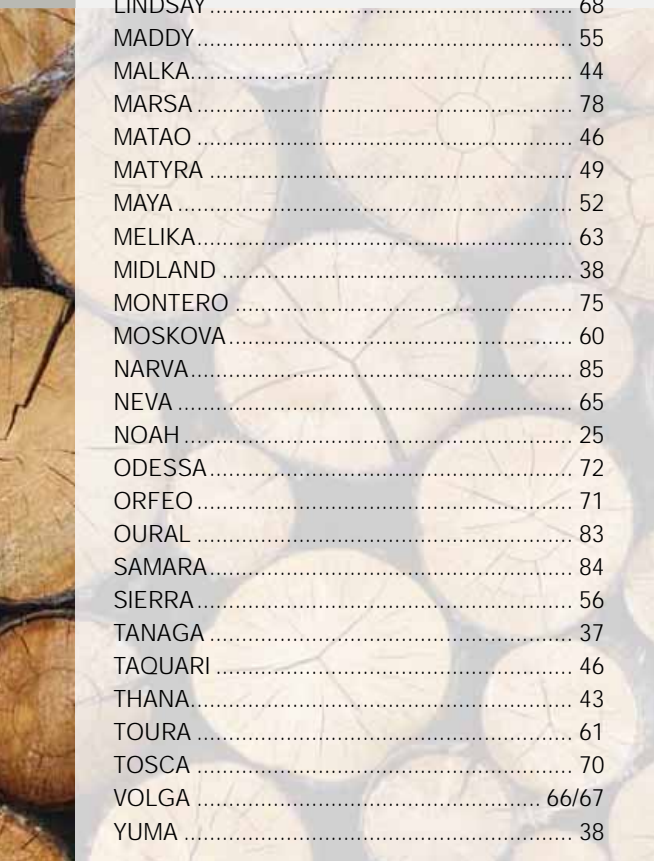 LINDSAY ........................................................ 68
MADDY ........................................................ 55
MALKA ........................................................ 44
MARSA ........................................................ 78
MATAO ........................................................ 46
MATYRA ........................................................ 49
MAYA ........................................................ 52
MELIKA ........................................................ 63
MIDLAND ........................................................ 38
MONTERO ........................................................ 75
MOSKOVA ........................................................ 60
NARVA ........................................................ 85
NEVA ........................................................ 65
NOAH ........................................................ 25
ODESSA ........................................................ 72
ORFEO ........................................................ 71
OURAL ........................................................ 83
SAMARA ........................................................ 84
SIERRA ........................................................ 56
TANAGA ........................................................ 37
TAQUARI ........................................................ 46
THANA ........................................................ 43
TOURA ........................................................ 61
TOSCA ........................................................ 70
VOLGA ........................................................ 66/67
YUMA ........................................................ 38